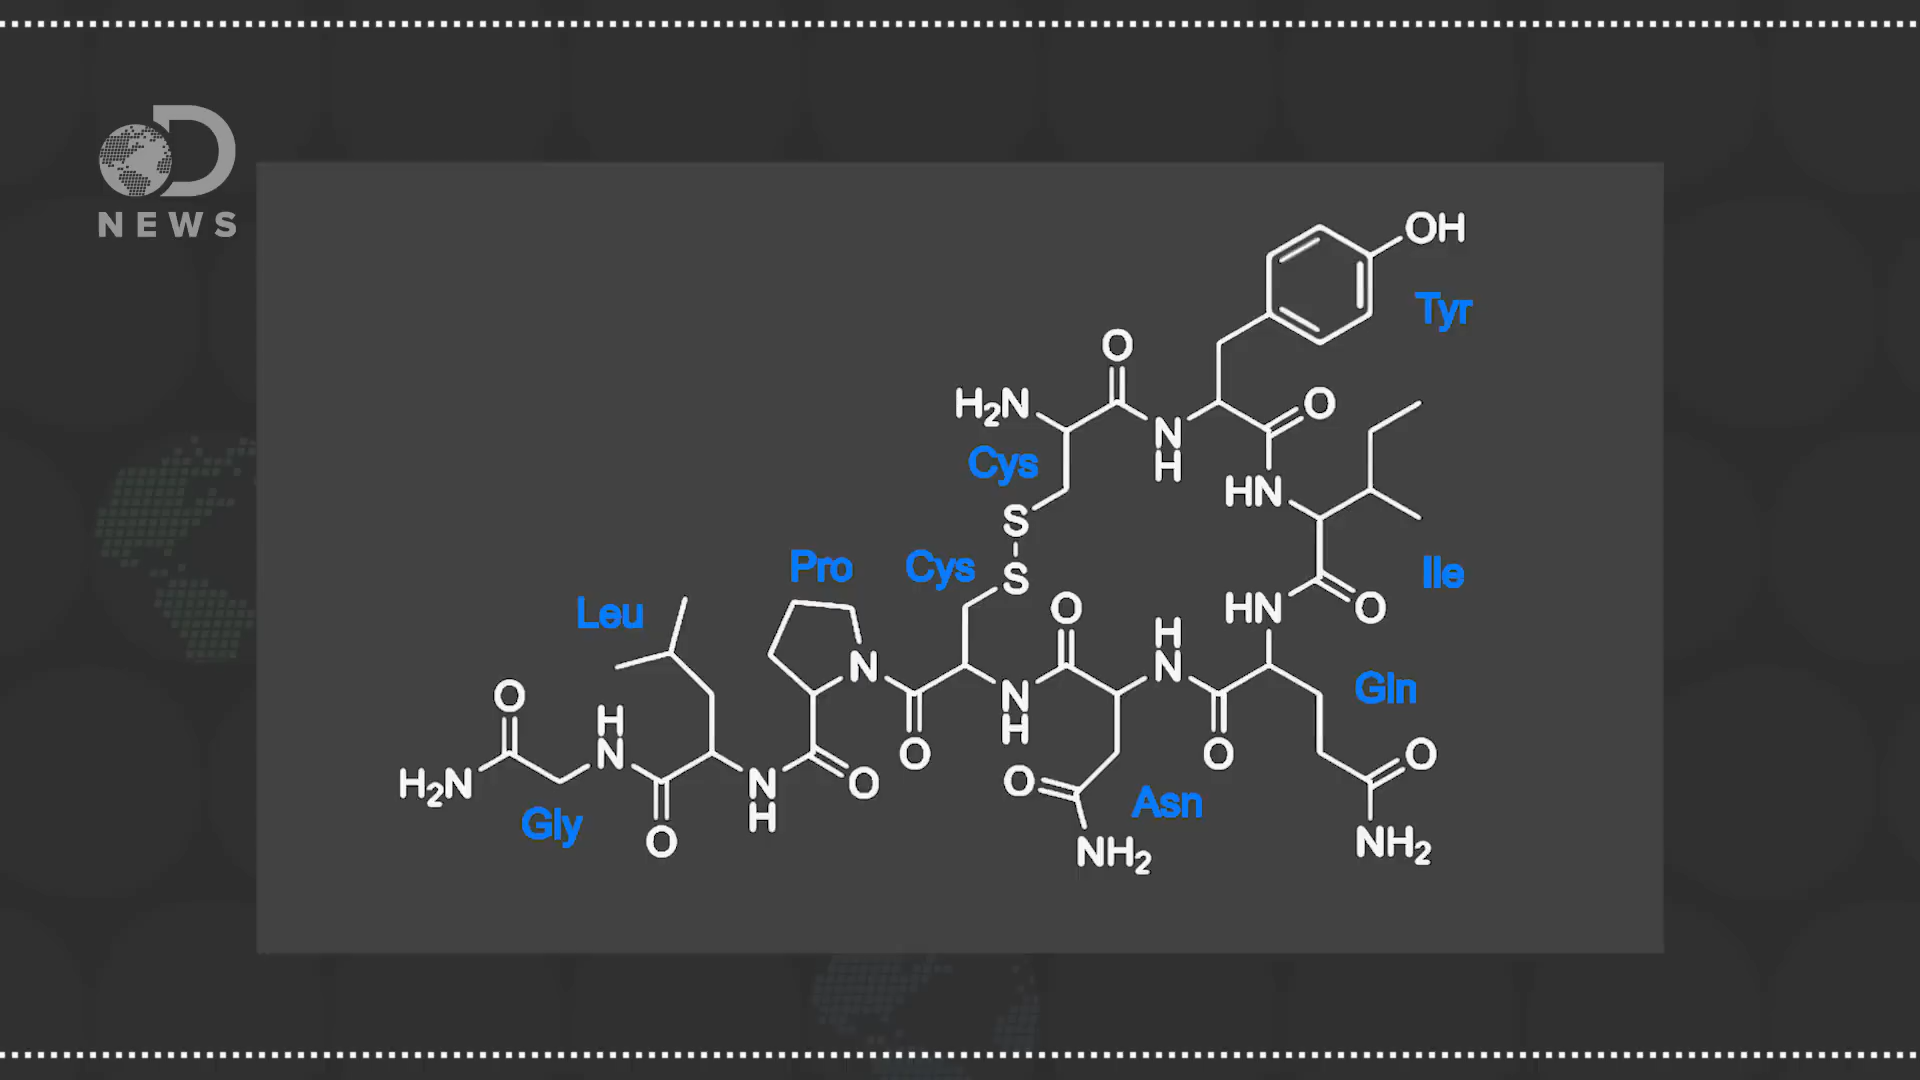 D
NEWS
OH
Tyr
O
H₂N
O
N
H
Cys
HN
S
Pro
Cys
S
Ile
Leu
O
H
HN
O
N
N
O
H
N
H
N
Gln
H₂N
N
O
N
H
O
O
O
O
NH₂
Gly
O
Asn
NH₂